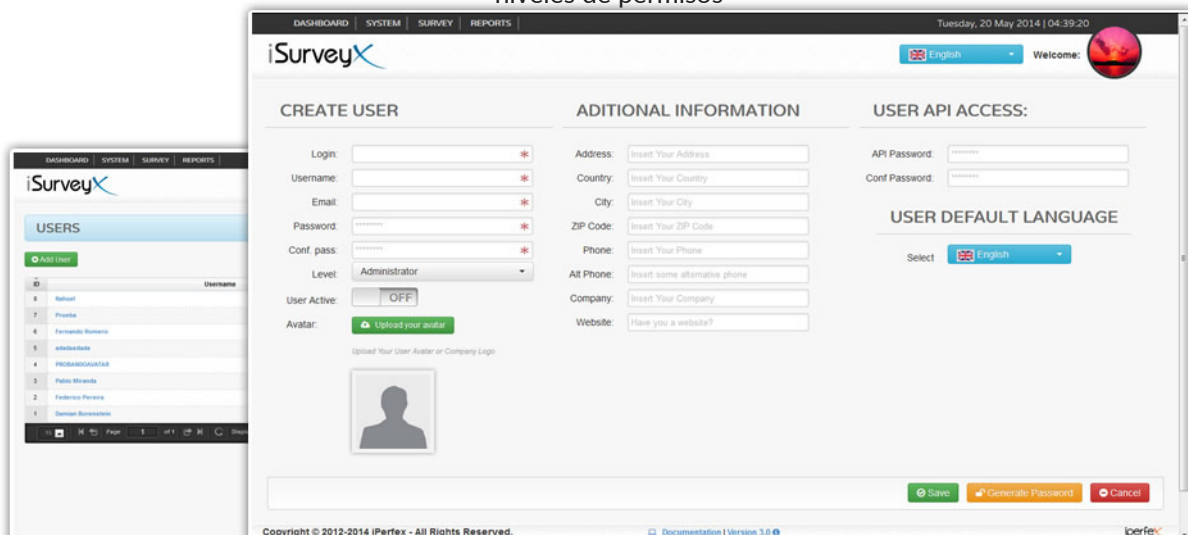 niveles de permisos
DASHBOARD SYSTEM SURVEY REPORTS Tuesday, 20 May 2014 | 04:39:20
iSurveyX English Welcome:
CREATE USER
Login:
Username:
Email:
Password: ********
Conf. pass: ********
Level: Administrator
User Active: OFF
Avatar: Upload your avatar
Upload Your User Avatar or Company Logo
ADITIONAL INFORMATION
Address: Insert Your Address
Country: Insert Your Country
City: Insert Your City
ZIP Code: Insert Your ZIP Code
Phone: Insert Your Phone
Alt Phone: Insert some alternative phone
Company: Insert Your Company
Website: Have you a website?
USER API ACCESS:
API Password: ********
Conf Password: ********
USER DEFAULT LANGUAGE
Select English
Save Generate Password Cancel
Copyright © 2012-2014 iPerfex - All Rights Reserved. Documentation | Version 3.0 iperfex
DASHBOARD SYSTEM SURVEY REPORTS
iSurveyX
USERS
Add User
ID Username
8 Nahuel
7 Prueba
6 Fernando Romero
5
4 PROBANDOAVATAR
3 Pablo Miranda
2 Federico Pereira
1 Damian Borenstein
15 Page 1 of 1